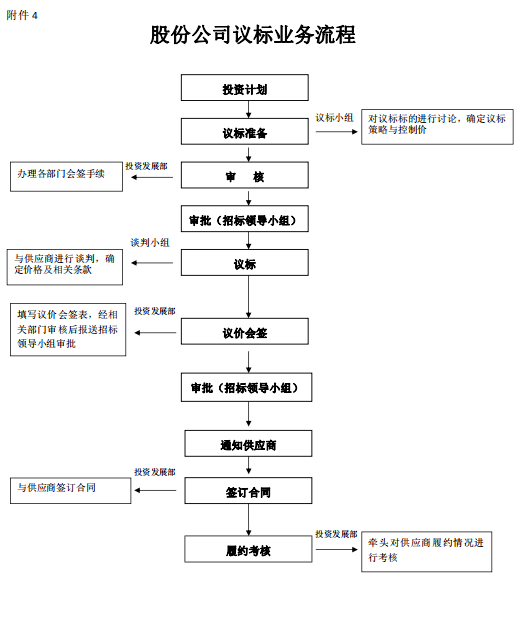 附件 4
股份公司议标业务流程
投资计划
议标准备
议标小组
对议标标的进行讨论，确定议标
策略与控制价
审 核
投资发展部
办理各部门会签手续
审批（招标领导小组）
议标
谈判小组
与供应商进行谈判，确
定价格及相关条款
议价会签
投资发展部
填写议价会签表，经相
关部门审核后报送招标
领导小组审批
审批（招标领导小组）
通知供应商
签订合同
投资发展部
与供应商签订合同
履约考核
投资发展部
牵头对供应商履约情况进
行考核